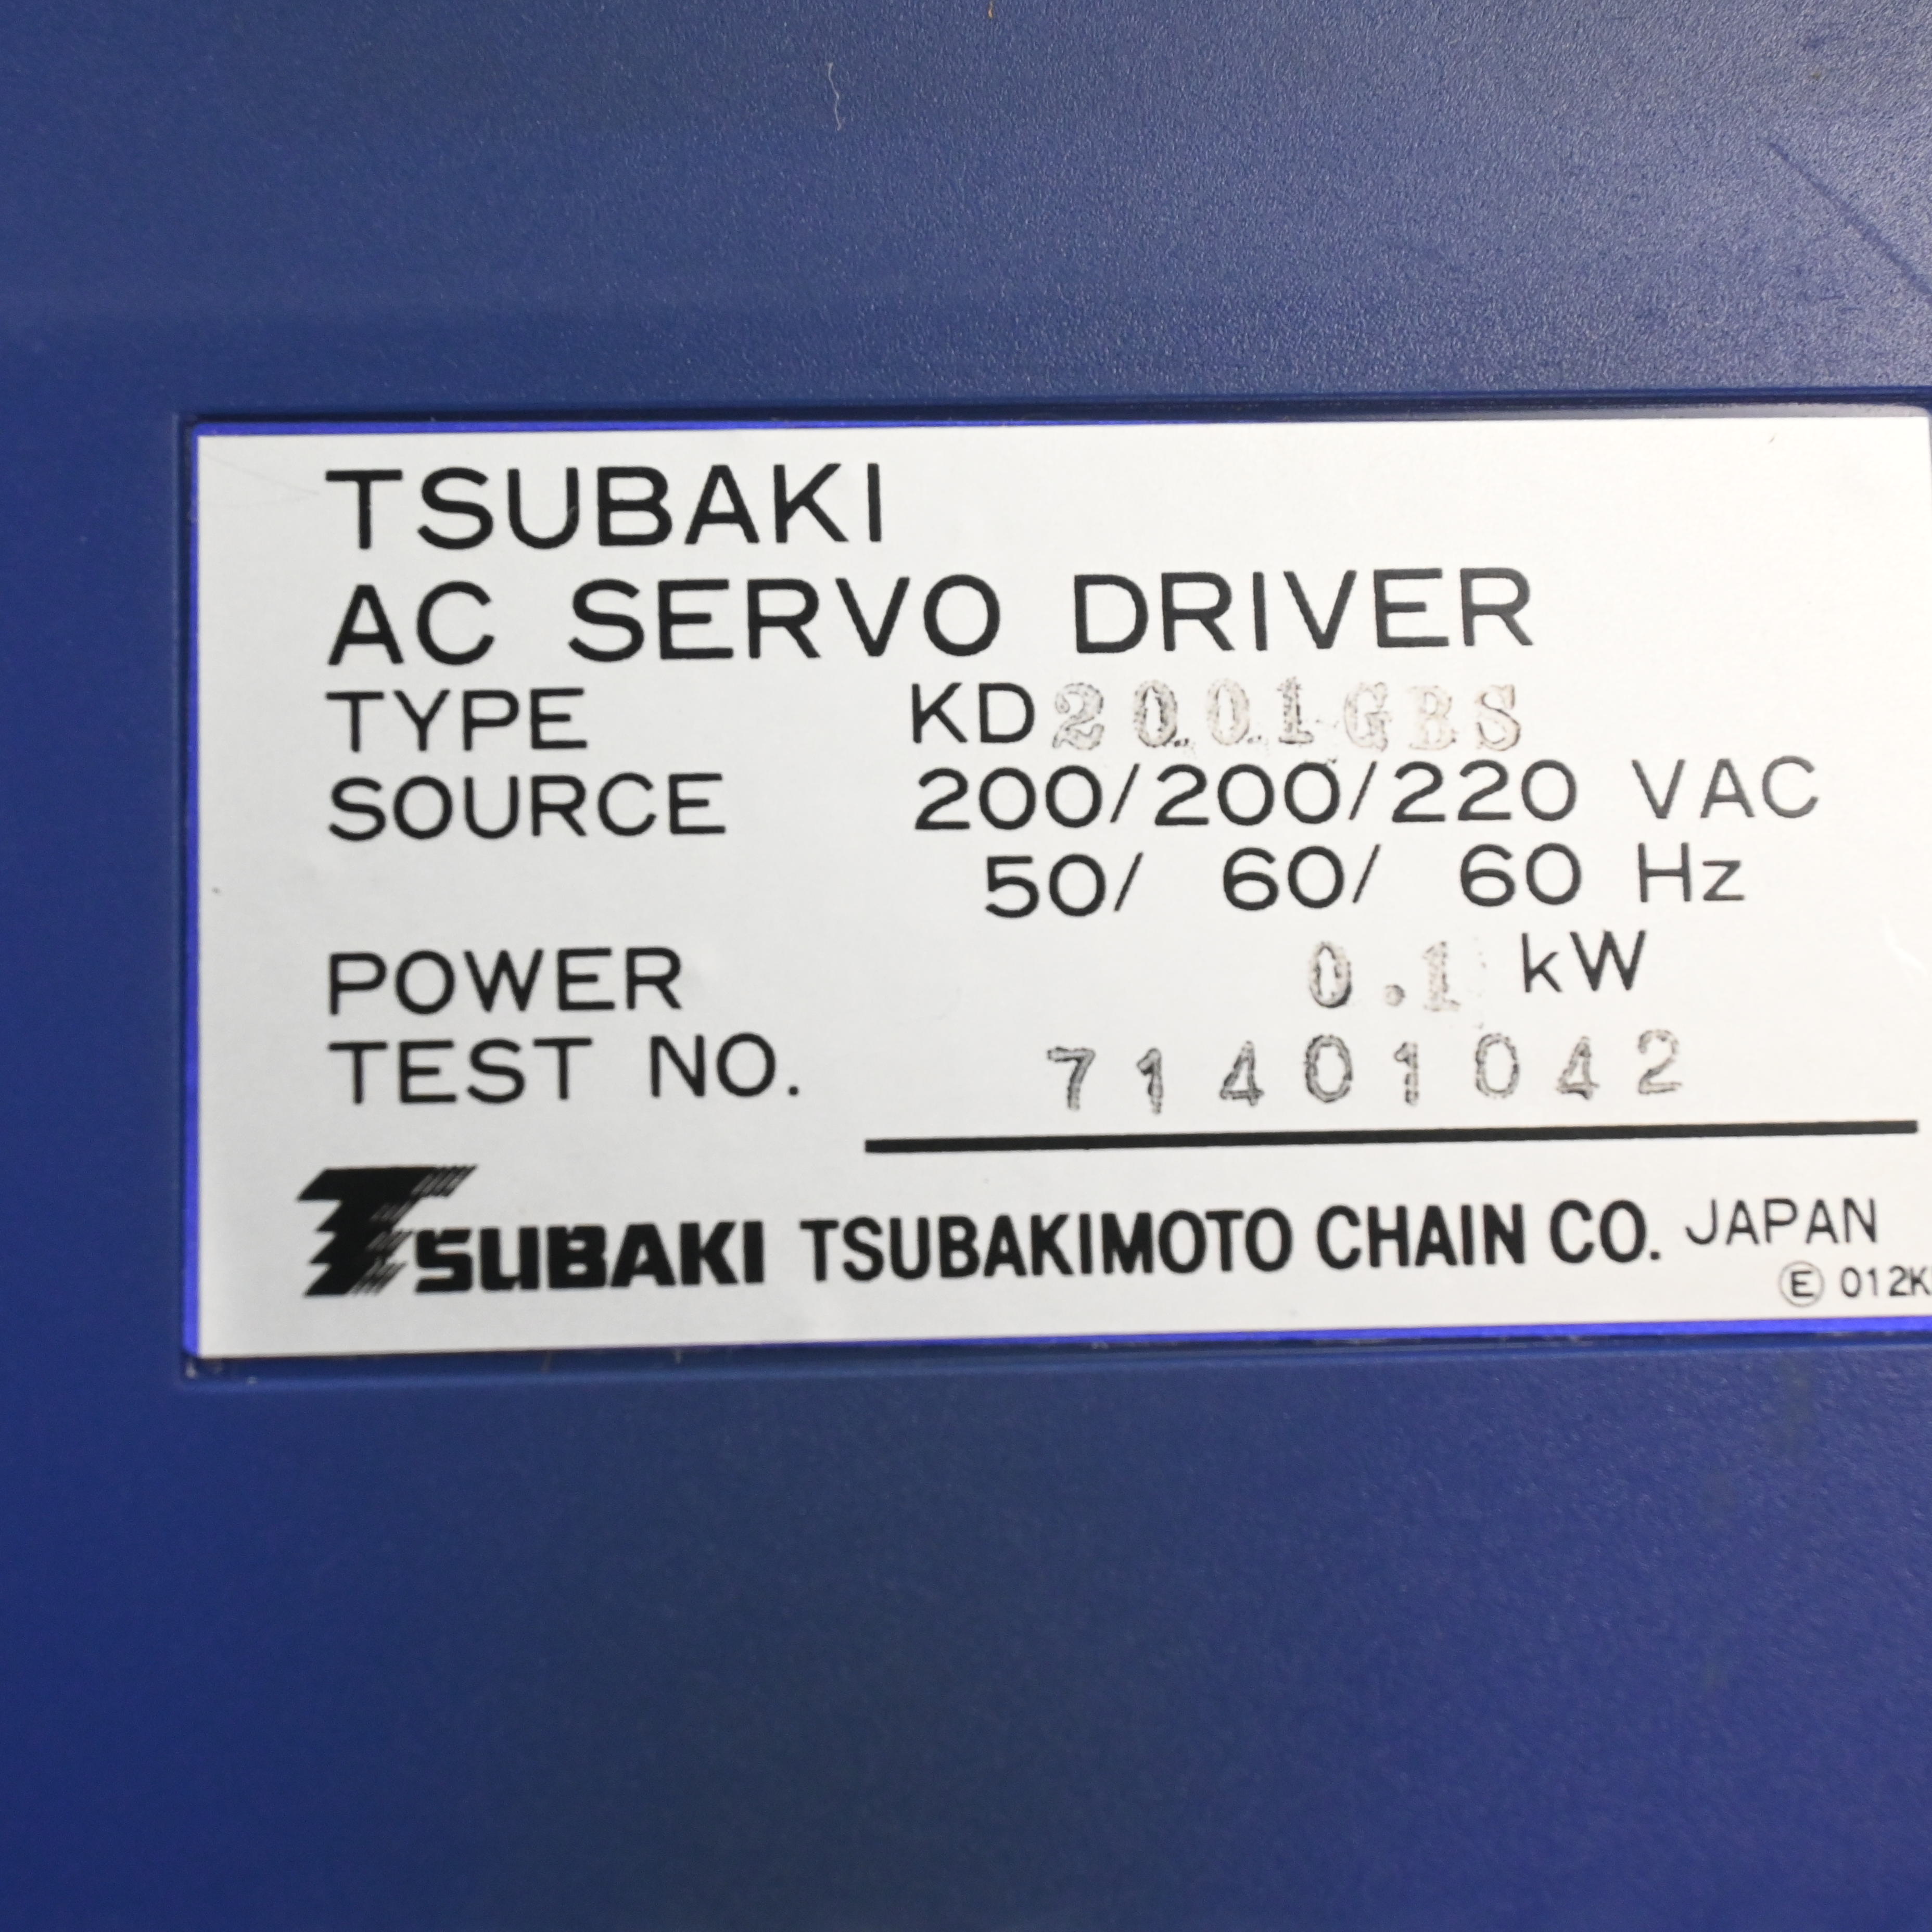 TSUBAKI
AC SERVO DRIVER
TYPE KD2001GBS
SOURCE 200/200/220 VAC
50/ 60/ 60 Hz
POWER 0.1 kW
TEST NO. 71401042
TSUBAKI TSUBAKIMOTO CHAIN CO. JAPAN
Ⓔ 012K